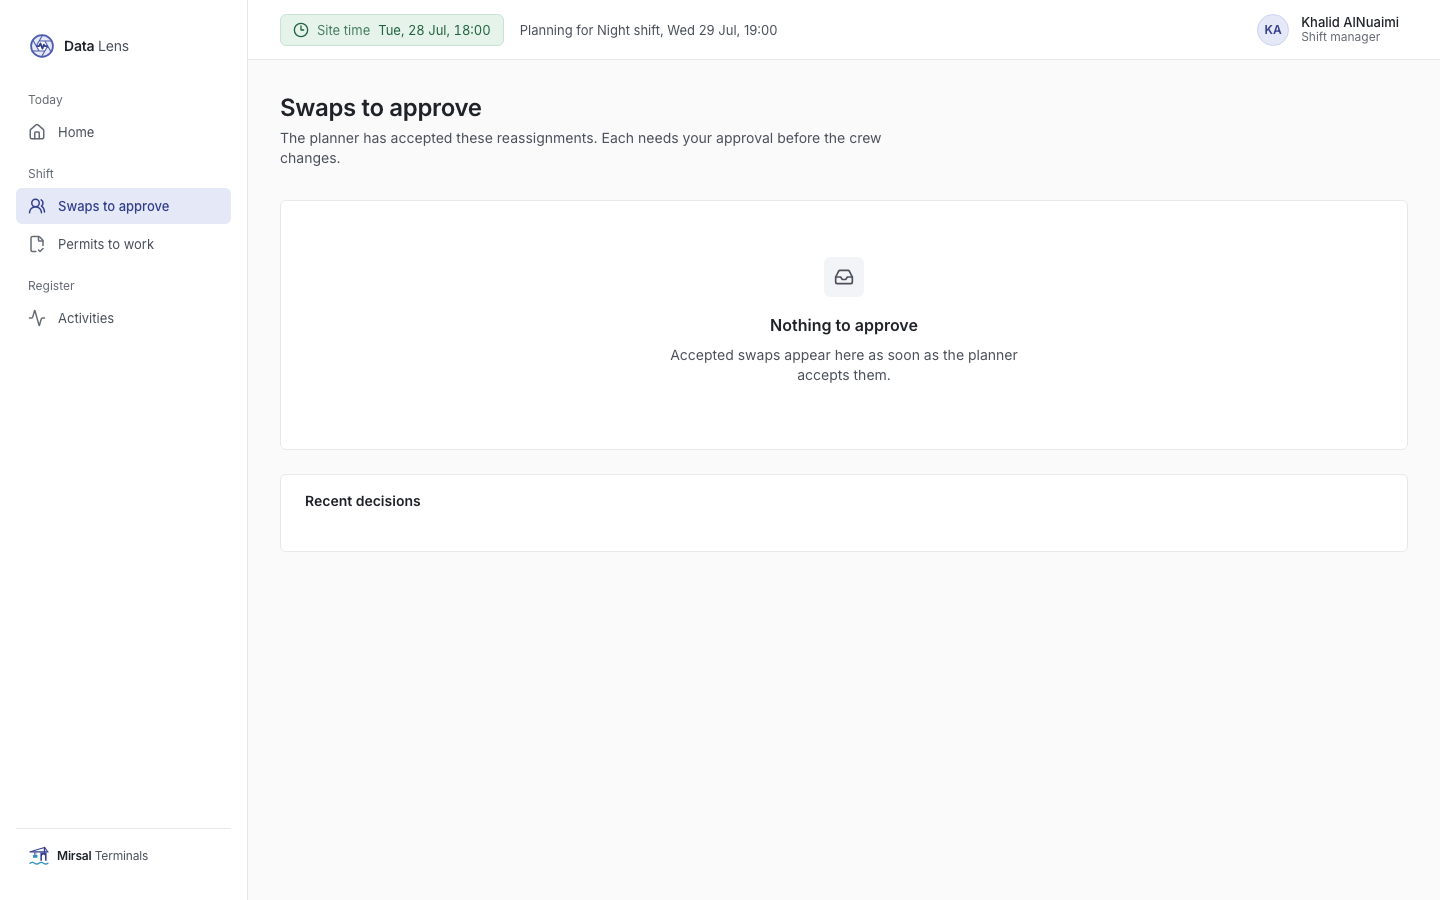 Data Lens
Today
Home
Shift
Swaps to approve
Permits to work
Register
Activities
Mirsal Terminals
Site time Tue, 28 Jul, 18:00
Planning for Night shift, Wed 29 Jul, 19:00
KA
Khalid AlNuaimi
Shift manager
Swaps to approve
The planner has accepted these reassignments. Each needs your approval before the crew
changes.
Nothing to approve
Accepted swaps appear here as soon as the planner
accepts them.
Recent decisions